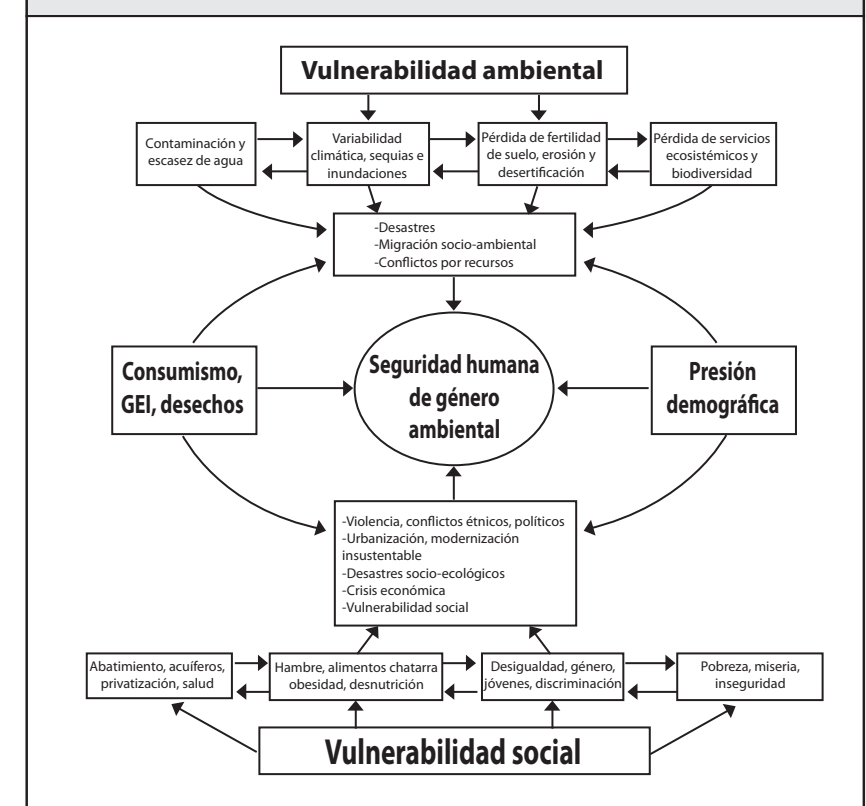 Vulnerabilidad ambiental
Contaminación y
escasez de agua
Variabilidad
climática, sequias e
inundaciones
Pérdida de fertilidad
de suelo, erosión y
desertificación
Pérdida de servicios
ecosistémicos y
biodiversidad
-Desastres
-Migración socio-ambiental
-Conflictos por recursos
Consumismo,
GEI, desechos
Seguridad humana
de género
ambiental
Presión
demográfica
-Violencia, conflictos étnicos, políticos
-Urbanización, modernización
insustentable
-Desastres socio-ecológicos
-Crisis económica
-Vulnerabilidad social
Abatimiento, acuíferos,
privatización, salud
Hambre, alimentos chatarra
obesidad, desnutrición
Desigualdad, género,
jóvenes, discriminación
Pobreza, miseria,
inseguridad
Vulnerabilidad social